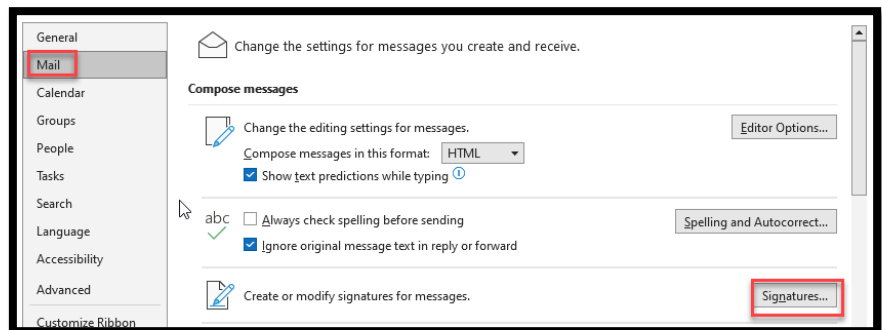 General
Mail
Calendar
Groups
People
Tasks
Search
Language
Accessibility
Advanced
Customize Ribbon
Change the settings for messages you create and receive.
Compose messages
Change the editing settings for messages.
Editor Options...
Compose messages in this format: HTML
Show text predictions while typing
abc
Always check spelling before sending
Spelling and Autocorrect...
Ignore original message text in reply or forward
Create or modify signatures for messages.
Signatures...